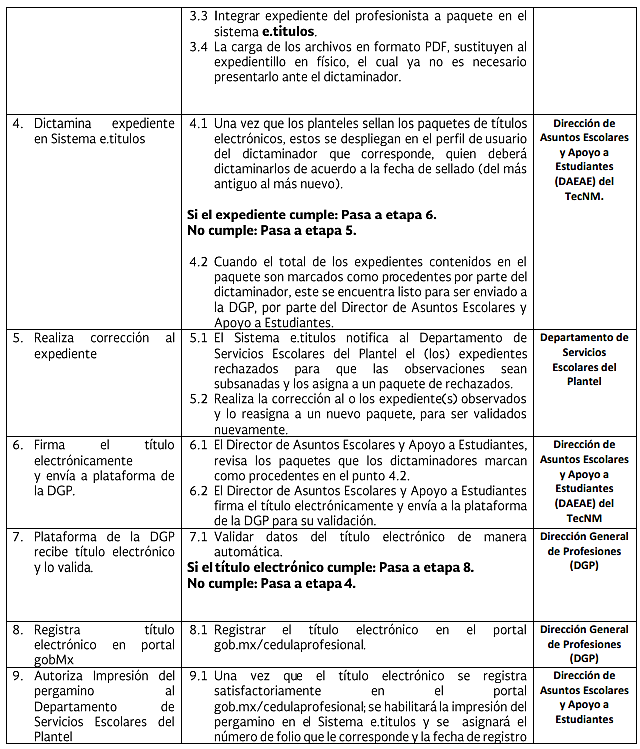 3.3 Integrar expediente del profesionista a paquete en el
sistema e.titulos.
3.4 La carga de los archivos en formato PDF, sustituyen al
expedientillo en físico, el cual ya no es necesario
presentarlo ante el dictaminador.
4. Dictamina expediente
en Sistema e.titulos
4.1 Una vez que los planteles sellan los paquetes de títulos
electrónicos, estos se despliegan en el perfil de usuario
del dictaminador que corresponde, quien deberá
dictaminarlos de acuerdo a la fecha de sellado (del más
antiguo al más nuevo).
Si el expediente cumple: Pasa a etapa 6.
No cumple: Pasa a etapa 5.
4.2 Cuando el total de los expedientes contenidos en el
paquete son marcados como procedentes por parte del
dictaminador, este se encuentra listo para ser enviado a
la DGP, por parte del Director de Asuntos Escolares y
Apoyo a Estudiantes.
Dirección de
Asuntos Escolares
y Apoyo a
Estudiantes
(DAEAE) del
TecNM.
5. Realiza corrección al
expediente
5.1 El Sistema e.titulos notifica al Departamento de
Servicios Escolares del Plantel el (los) expedientes
rechazados para que las observaciones sean
subsanadas y los asigna a un paquete de rechazados.
5.2 Realiza la corrección al o los expediente(s) observados
y lo reasigna a un nuevo paquete, para ser validados
nuevamente.
Departamento de
Servicios
Escolares del
Plantel
6. Firma el título
electrónicamente
y envía a plataforma de
la DGP.
6.1 El Director de Asuntos Escolares y Apoyo a Estudiantes,
revisa los paquetes que los dictaminadores marcan
como procedentes en el punto 4.2.
6.2 El Director de Asuntos Escolares y Apoyo a Estudiantes
firma el título electrónicamente y envía a la plataforma
de la DGP para su validación.
Dirección de
Asuntos Escolares
y Apoyo a
Estudiantes
(DAEAE) del
TecNM
7. Plataforma de la DGP
recibe título electrónico
y lo valida.
7.1 Validar datos del título electrónico de manera
automática.
Si el título electrónico cumple: Pasa a etapa 8.
No cumple: Pasa a etapa 4.
Dirección General
de Profesiones
(DGP)
8. Registra título
electrónico en portal
gobMx
8.1 Registrar el título electrónico en el portal
gob.mx/cedulaprofesional.
Dirección General
de Profesiones
(DGP)
9. Autoriza Impresión del
pergamino al
Departamento de
Servicios Escolares del
Plantel
9.1 Una vez que el título electrónico se registra
satisfactoriamente en el portal
gob.mx/cedulaprofesional; se habilitará la impresión del
pergamino en el Sistema e.titulos y se asignará el
número de folio que le corresponde y la fecha de registro
Dirección de
Asuntos Escolares
y Apoyo a
Estudiantes